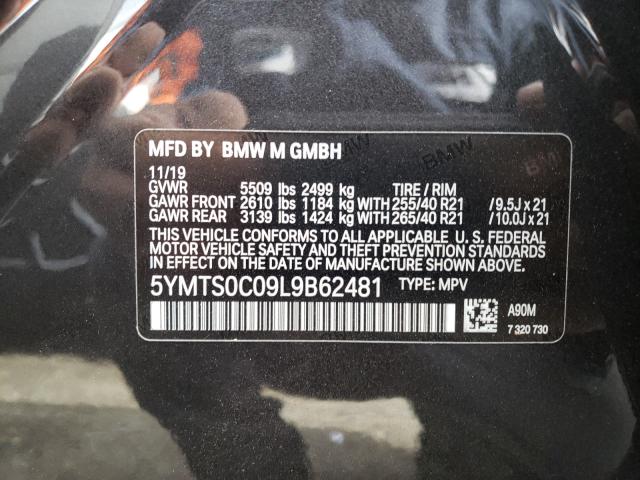 MFD BY BMW M GMBH
11/19
GVWR 5509 lbs 2499 kg TIRE / RIM
GAWR FRONT 2610 lbs 1184 kg WITH 255/40 R21 / 9.5J x 21
GAWR REAR 3139 lbs 1424 kg WITH 265/40 R21 / 10.0J x 21
THIS VEHICLE CONFORMS TO ALL APPLICABLE U. S. FEDERAL
MOTOR VEHICLE SAFETY AND THEFT PREVENTION STANDARDS
IN EFFECT ON THE DATE OF MANUFACTURE SHOWN ABOVE.
5YMTS0C09L9B62481 TYPE: MPV
A90M
7 320 730